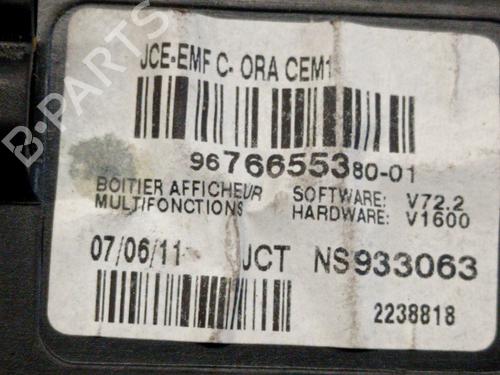 JCE-EMF C- ORA CEM1
9676655380-01
BOITIER AFFICHEUR SOFTWARE: V72.2
MULTIFONCTIONS HARDWARE: V1600
07/06/11 JCT NS933063
2238818
B-PARTS